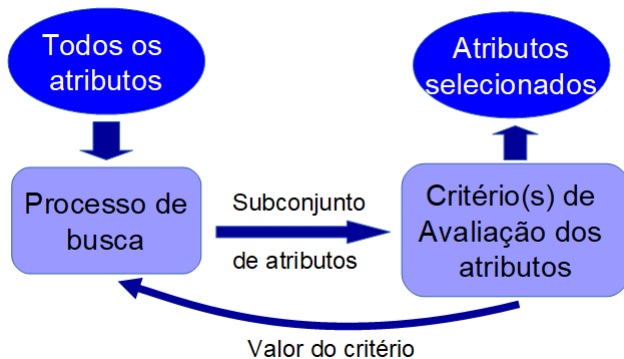 Todos os
atributos
Atributos
selecionados
Processo de
busca
Subconjunto
de atributos
Critério(s) de
Avaliação dos
atributos
Valor do critério